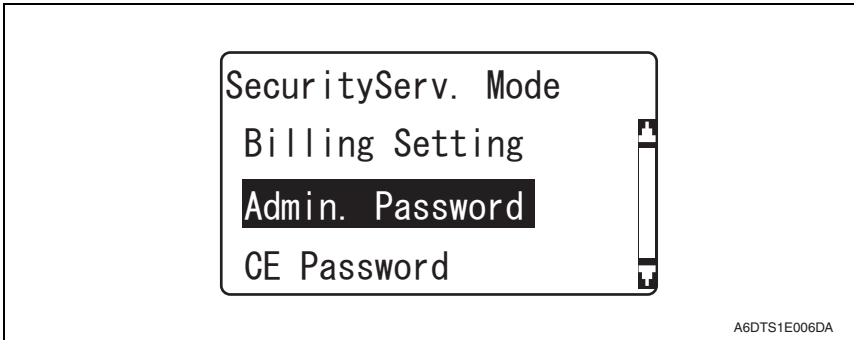 SecurityServ. Mode
Billing Setting
Admin. Password
CE Password
A6DTS1E006DA